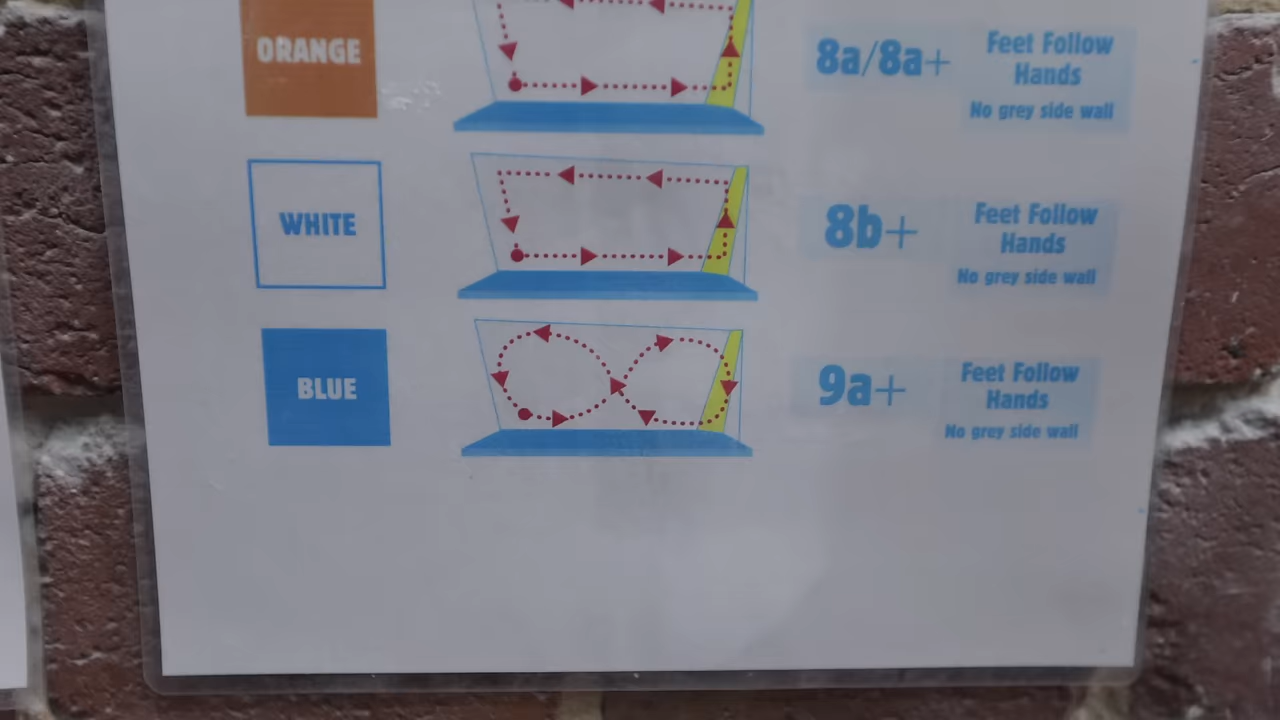 ORANGE
8a/8a+
Feet Follow
Hands
No grey side wall
WHITE
8b+
Feet Follow
Hands
No grey side wall
BLUE
9a+
Feet Follow
Hands
No grey side wall